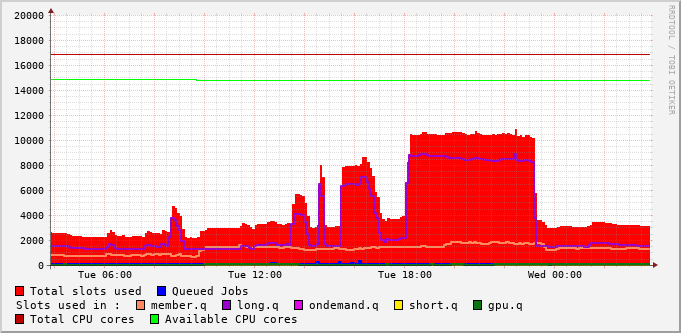 20000
18000
16000
14000
12000
10000
8000
6000
4000
2000
0
Tue 06:00 Tue 12:00 Tue 18:00 Wed 00:00
RRDTOOL / TOBI OETIKER
Total slots used Queued Jobs
Slots used in : member.q long.q ondemand.q short.q gpu.q
Total CPU cores Available CPU cores